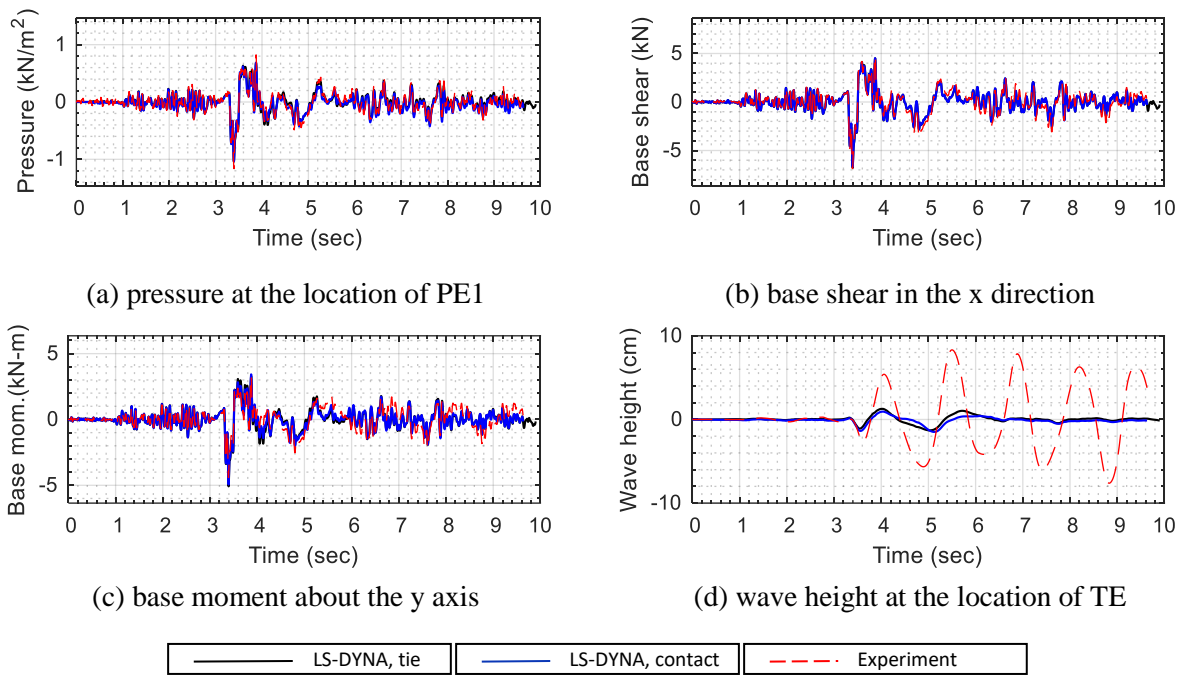 Pressure (kN/m²)
1
0
-1
0 1 2 3 4 5 6 7 8 9 10
Time (sec)
(a) pressure at the location of PE1
Base shear (kN)
5
0
-5
0 1 2 3 4 5 6 7 8 9 10
Time (sec)
(b) base shear in the x direction
Base mom.(kN-m)
5
0
-5
0 1 2 3 4 5 6 7 8 9 10
Time (sec)
(c) base moment about the y axis
Wave height (cm)
10
0
-10
0 1 2 3 4 5 6 7 8 9 10
Time (sec)
(d) wave height at the location of TE
LS-DYNA, tie LS-DYNA, contact Experiment